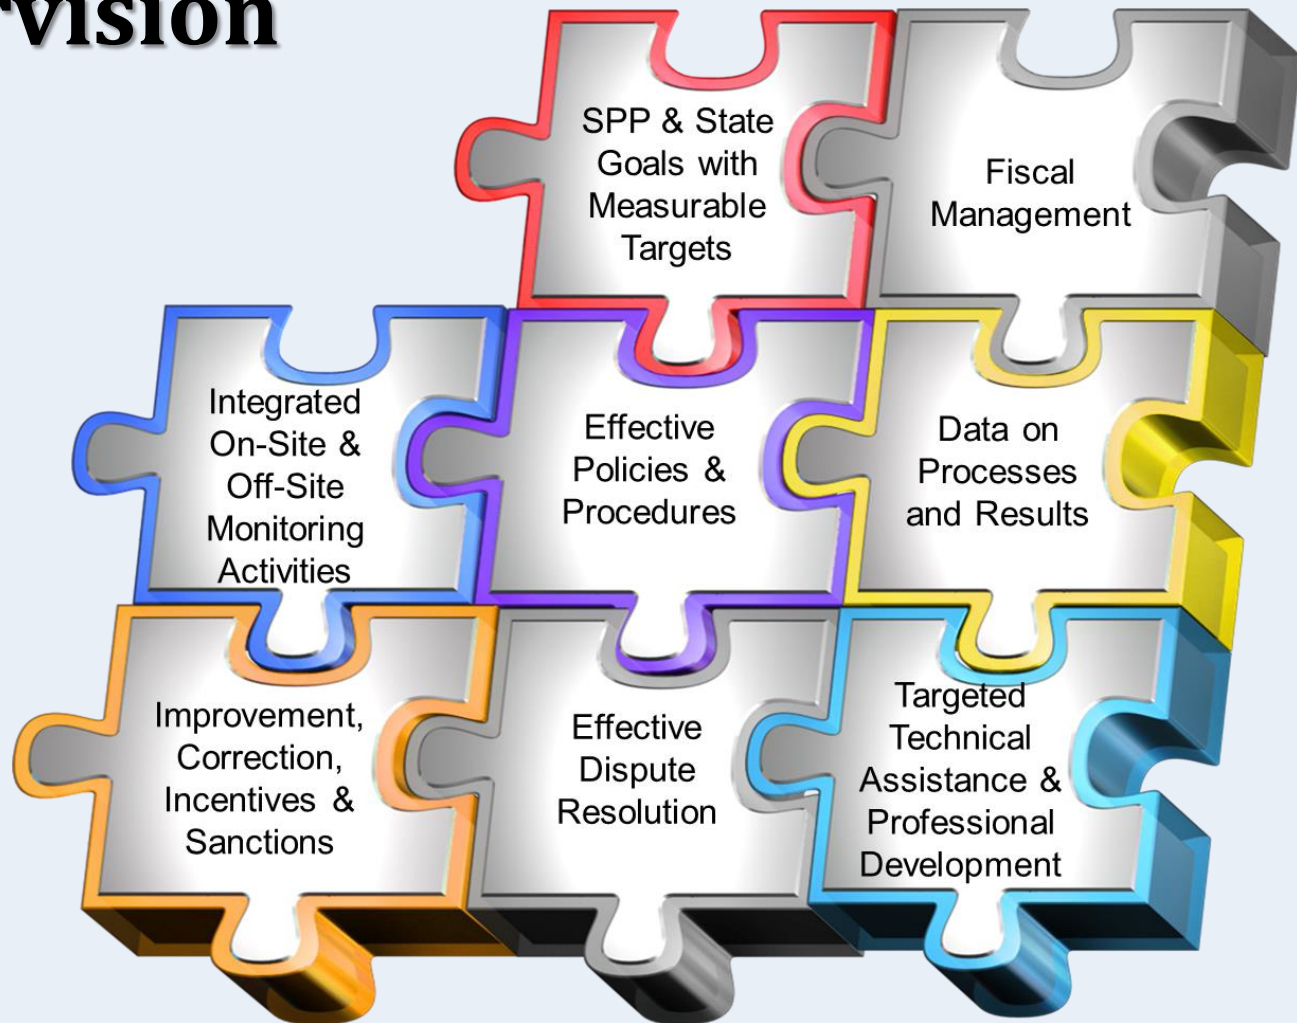 SPP & State
Goals with
Measurable
Targets
Fiscal
Management
Integrated
On-Site &
Off-Site
Monitoring
Activities
Effective
Policies &
Procedures
Data on
Processes
and Results
Improvement,
Correction,
Incentives &
Sanctions
Effective
Dispute
Resolution
Targeted
Technical
Assistance &
Professional
Development